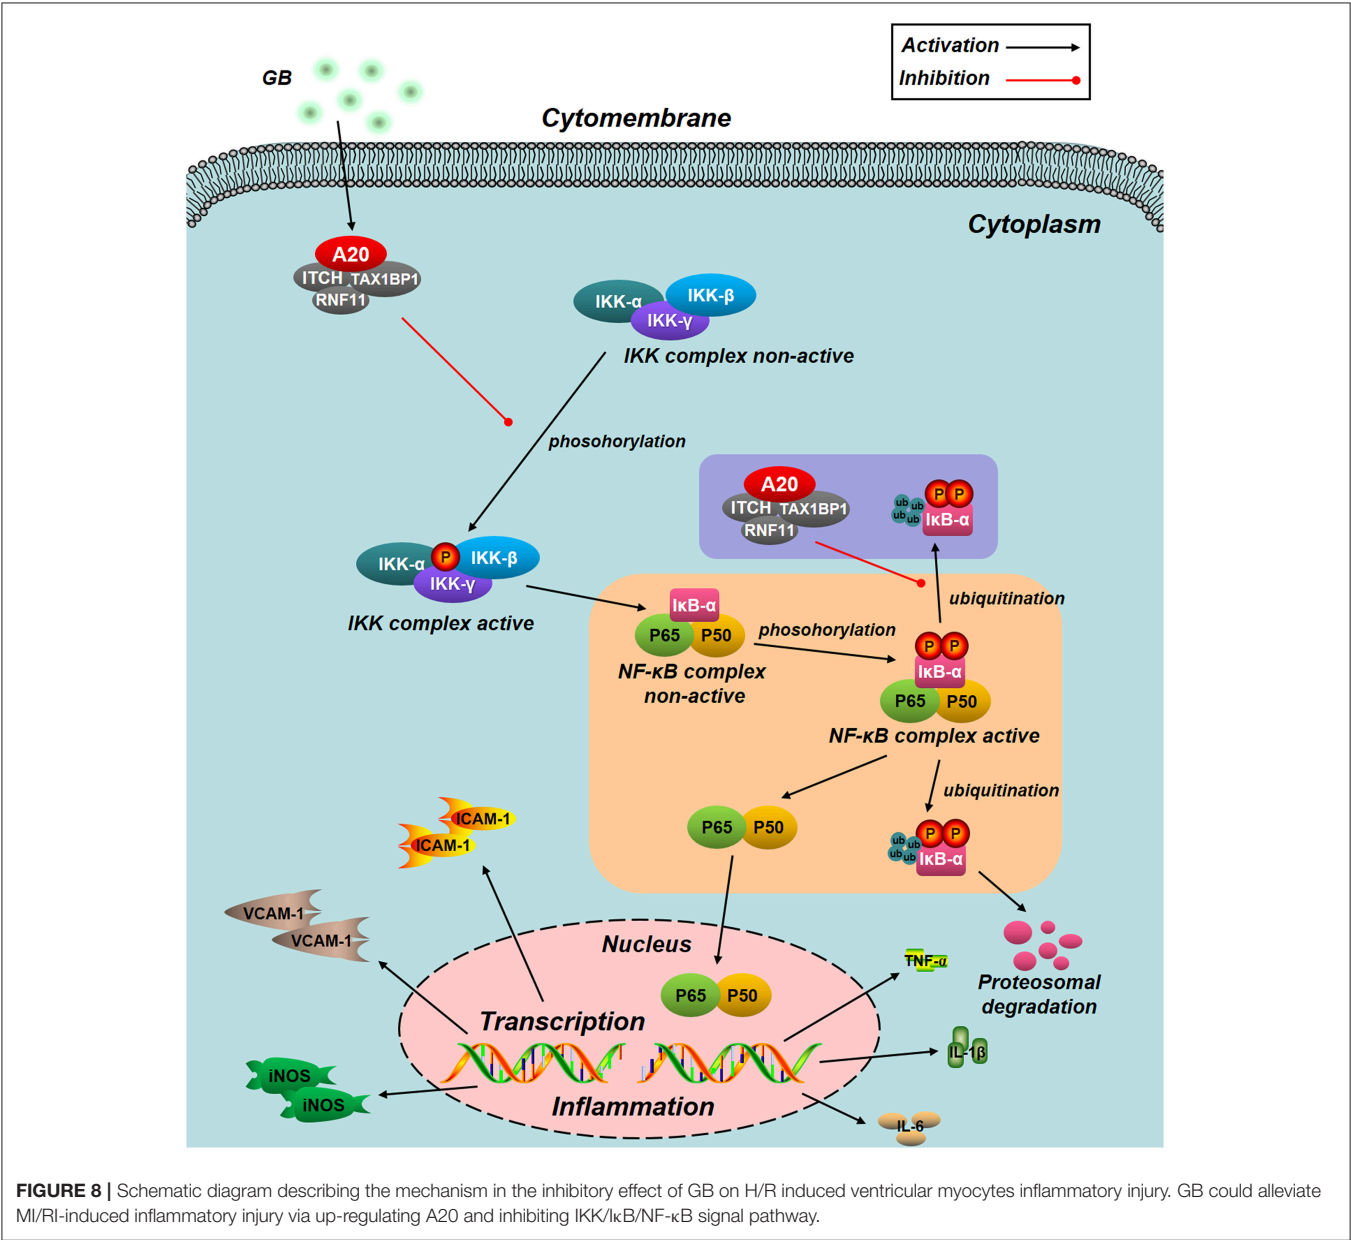 Activation
Inhibition
GB
Cytomembrane
Cytoplasm
A20
ITCH TAX1BP1
RNF11
IKK-α
IKK-β
IKK-γ
IKK complex non-active
phosohorylation
A20
ITCH TAX1BP1
RNF11
P P
ub ub ub ub
IκB-α
IKK-α
P
IKK-β
IKK-γ
IKK complex active
ubiquitination
IκB-α
P65 P50
NF-κB complex
non-active
phosohorylation
P P
IκB-α
P65 P50
NF-κB complex active
ubiquitination
P65 P50
P P
ub ub ub ub
IκB-α
ICAM-1
ICAM-1
VCAM-1
VCAM-1
Nucleus
P65 P50
TNF-α
Proteosomal
degradation
Transcription
IL-1β
iNOS
iNOS
Inflammation
IL-6
FIGURE 8 | Schematic diagram describing the mechanism in the inhibitory effect of GB on H/R induced ventricular myocytes inflammatory injury. GB could alleviate
MI/RI-induced inflammatory injury via up-regulating A20 and inhibiting IKK/IκB/NF-κB signal pathway.